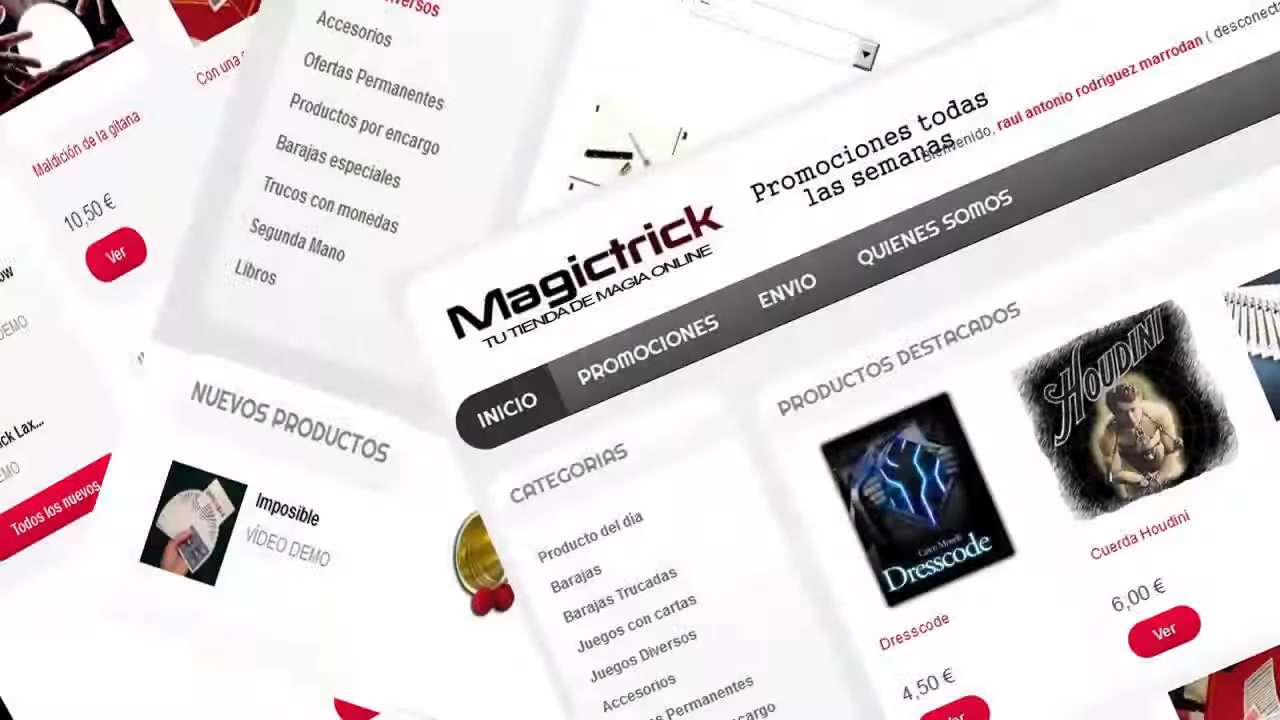 Diversos
Accesorios
Ofertas Permanentes
Productos por encargo
Barajas especiales
Trucos con monedas
Segunda Mano
Libros
Con una
Maldición de la gitana
10,50 €
Ver
DEMO
ck Lax...
DEMO
Todos los nuevos
NUEVOS PRODUCTOS
Imposible
VÍDEO DEMO
Magictrick
TU TIENDA DE MAGIA ONLINE
Promociones todas
las semanas
Bienvenido, raul antonio rodriguez marrodan ( desconect
INICIO
PROMOCIONES
ENVIO
QUIENES SOMOS
CATEGORIAS
Producto del dia
Barajas
Barajas Trucadas
Juegos con cartas
Juegos Diversos
Accesorios
Permanentes
encargo
PRODUCTOS DESTACADOS
Dresscode
Dresscode
4,50 €
Ver
HOUDINI
Cuerda Houdini
6,00 €
Ver